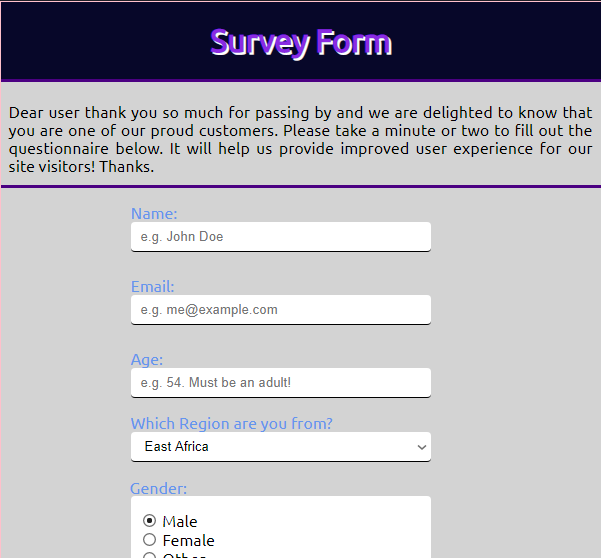 Survey Form
Dear user thank you so much for passing by and we are delighted to know that
you are one of our proud customers. Please take a minute or two to fill out the
questionnaire below. It will help us provide improved user experience for our
site visitors! Thanks.
Name:
e.g. John Doe
Email:
e.g. me@example.com
Age:
e.g. 54. Must be an adult!
Which Region are you from?
East Africa
Gender:
Male
Female